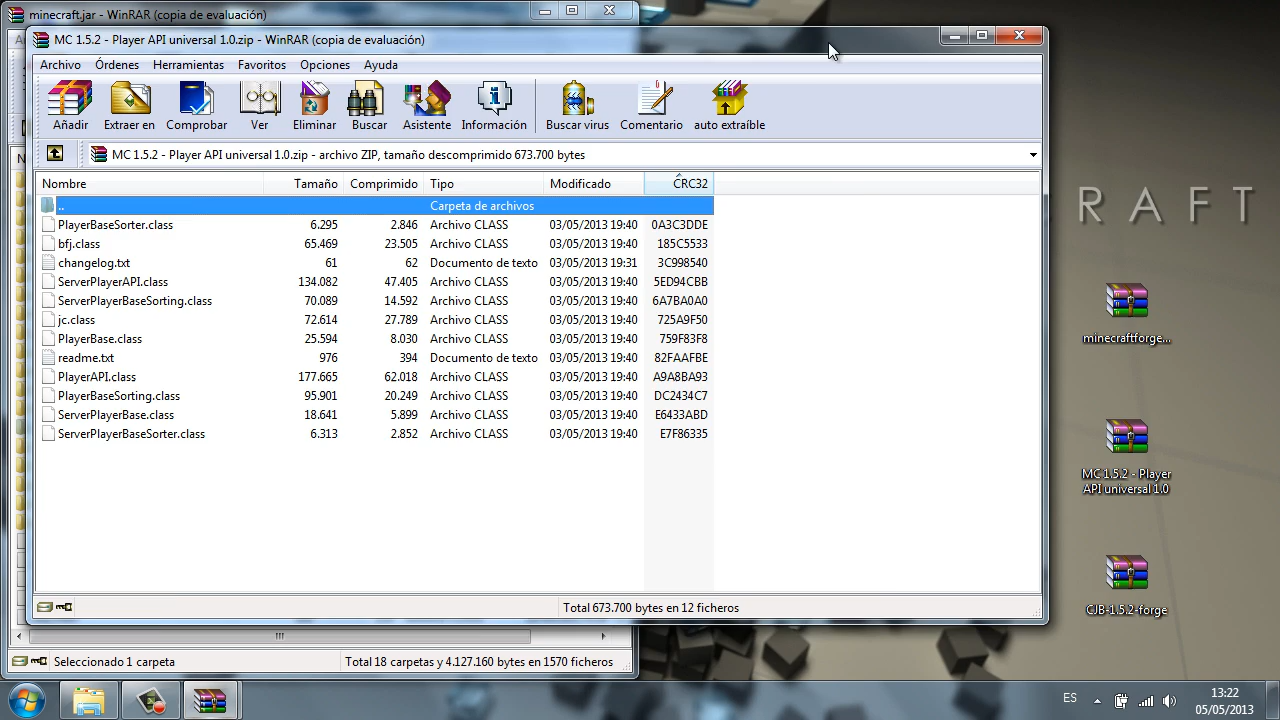 minecraft.jar - WinRAR (copia de evaluación)
MC 1.5.2 - Player API universal 1.0.zip - WinRAR (copia de evaluación)
Archivo Órdenes Herramientas Favoritos Opciones Ayuda
Añadir Extraer en Comprobar Ver Eliminar Buscar Asistente Información Buscar virus Comentario auto extraíble
MC 1.5.2 - Player API universal 1.0.zip - archivo ZIP, tamaño descomprimido 673.700 bytes
Nombre Tamaño Comprimido Tipo Modificado CRC32
.. Carpeta de archivos
PlayerBaseSorter.class 6.295 2.846 Archivo CLASS 03/05/2013 19:40 0A3C3DDE
bfj.class 65.469 23.505 Archivo CLASS 03/05/2013 19:40 185C5533
changelog.txt 61 62 Documento de texto 03/05/2013 19:31 3C998540
ServerPlayerAPI.class 134.082 47.405 Archivo CLASS 03/05/2013 19:40 5ED94CBB
ServerPlayerBaseSorting.class 70.089 14.592 Archivo CLASS 03/05/2013 19:40 6A7BA0A0
jc.class 72.614 27.789 Archivo CLASS 03/05/2013 19:40 725A9F50
PlayerBase.class 25.594 8.030 Archivo CLASS 03/05/2013 19:40 759F83F8
readme.txt 976 394 Documento de texto 03/05/2013 19:40 82FAAFBE
PlayerAPI.class 177.665 62.018 Archivo CLASS 03/05/2013 19:40 A9A8BA93
PlayerBaseSorting.class 95.901 20.249 Archivo CLASS 03/05/2013 19:40 DC2434C7
ServerPlayerBase.class 18.641 5.899 Archivo CLASS 03/05/2013 19:40 E6433ABD
ServerPlayerBaseSorter.class 6.313 2.852 Archivo CLASS 03/05/2013 19:40 E7F86335
Total 673.700 bytes en 12 ficheros
Seleccionado 1 carpeta Total 18 carpetas y 4.127.160 bytes en 1570 ficheros
RAFT
minecraftforge...
MC 1.5.2 - Player
API universal 1.0
CJB-1.5.2-forge
ES
13:22
05/05/2013